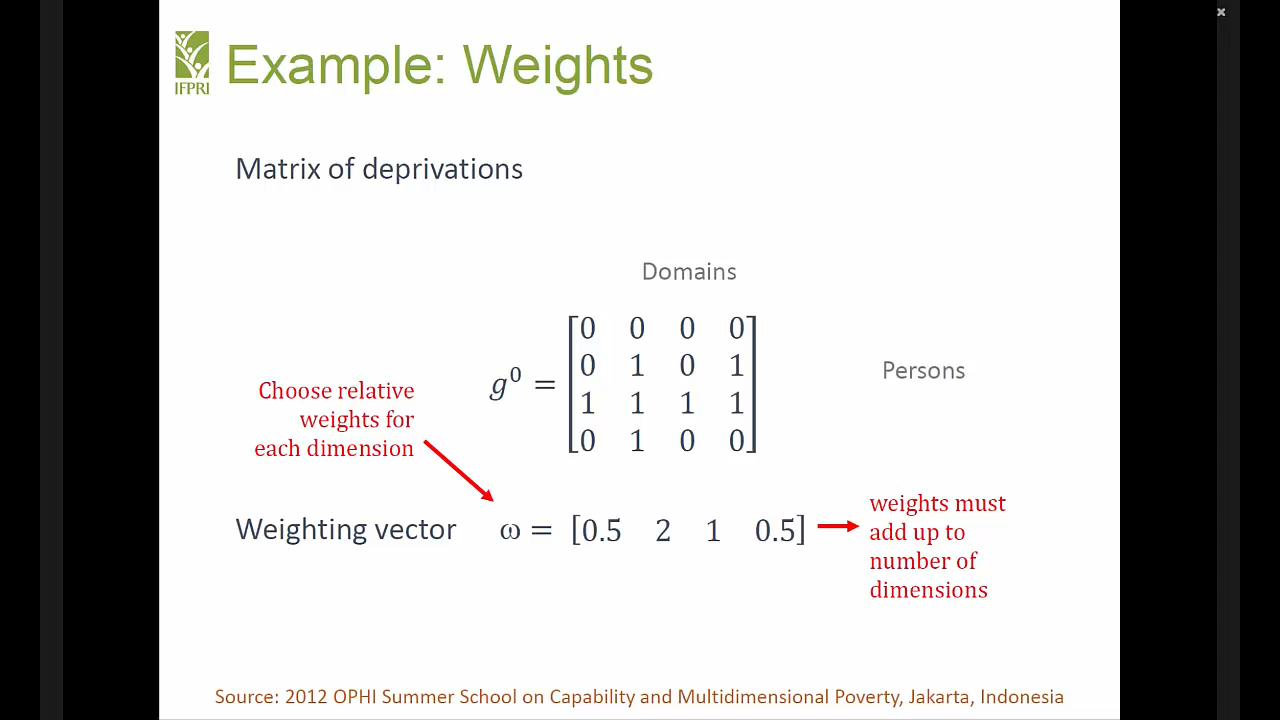 IFPRI
Example: Weights
Matrix of deprivations
Domains
g⁰ =
0 0 0 0
0 1 0 1
1 1 1 1
0 1 0 0
Persons
Choose relative
weights for
each dimension
Weighting vector ω = [0.5 2 1 0.5]
weights must
add up to
number of
dimensions
Source: 2012 OPHI Summer School on Capability and Multidimensional Poverty, Jakarta, Indonesia